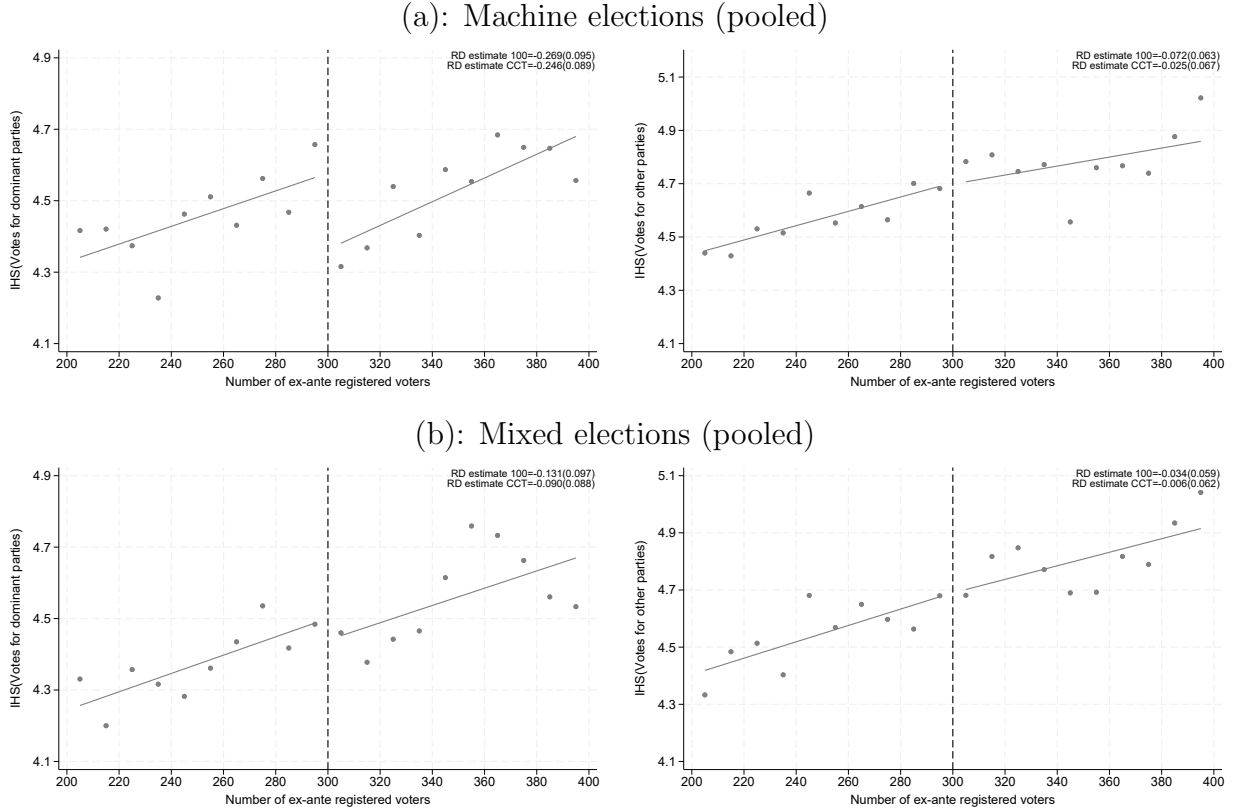 (a): Machine elections (pooled)
RD estimate 100=-0.269(0.095)
RD estimate CCT=-0.246(0.089)
4.9
4.7
4.5
4.3
4.1
IHS(Votes for dominant parties)
200 220 240 260 280 300 320 340 360 380 400
Number of ex-ante registered voters
RD estimate 100=-0.072(0.063)
RD estimate CCT=-0.025(0.067)
5.1
4.9
4.7
4.5
4.3
4.1
IHS(Votes for other parties)
200 220 240 260 280 300 320 340 360 380 400
Number of ex-ante registered voters
(b): Mixed elections (pooled)
RD estimate 100=-0.131(0.097)
RD estimate CCT=-0.090(0.088)
4.9
4.7
4.5
4.3
4.1
IHS(Votes for dominant parties)
200 220 240 260 280 300 320 340 360 380 400
Number of ex-ante registered voters
RD estimate 100=-0.034(0.059)
RD estimate CCT=-0.006(0.062)
5.1
4.9
4.7
4.5
4.3
4.1
IHS(Votes for other parties)
200 220 240 260 280 300 320 340 360 380 400
Number of ex-ante registered voters